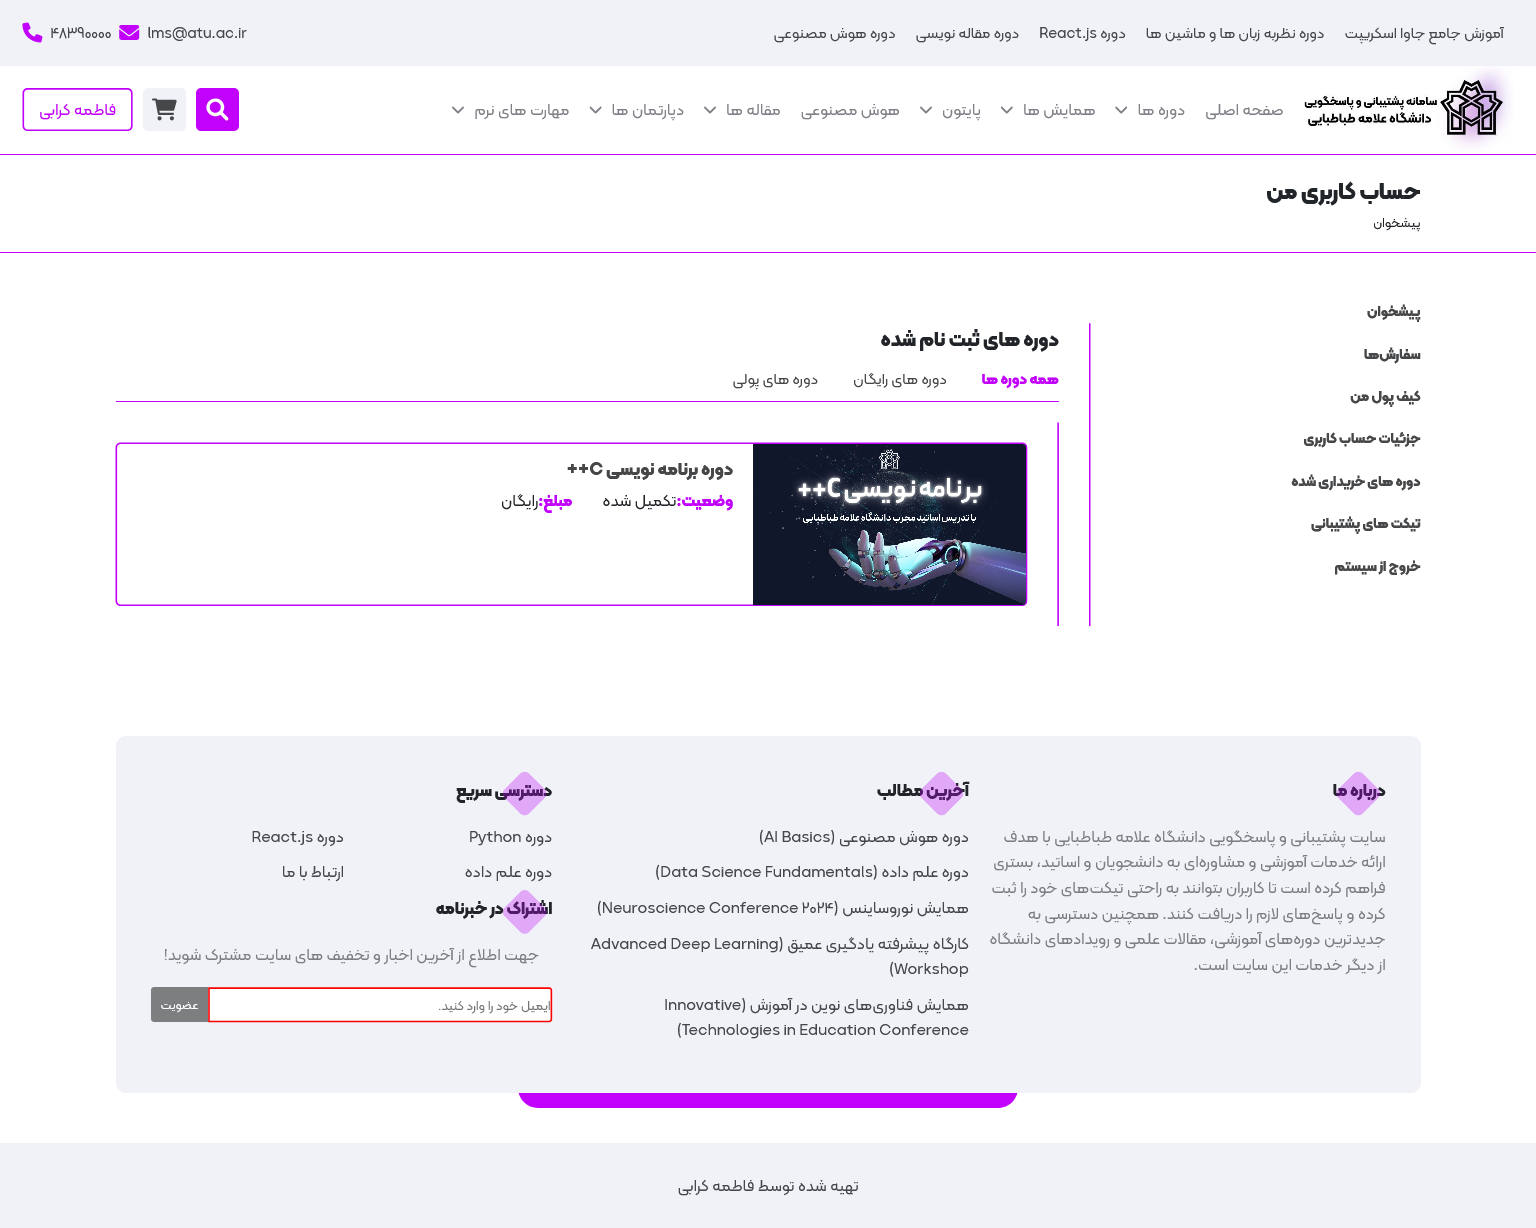 آموزش جامع جاوا اسکریپت
دوره نظریه زبان ها و ماشین ها
دوره React.js
دوره مقاله نویسی
دوره هوش مصنوعی
lms@atu.ac.ir
۴۸۳۹۰۰۰۰
سامانه پشتیبانی و پاسخگویی
دانشگاه علامه طباطبایی
صفحه اصلی
دوره ها
همایش ها
پایتون
هوش مصنوعی
مقاله ها
دپارتمان ها
مهارت های نرم
فاطمه کرابی
حساب کاربری من
پیشخوان
پیشخوان
سفارش‌ها
کیف پول من
جزئیات حساب کاربری
دوره های خریداری شده
تیکت های پشتیبانی
خروج از سیستم
دوره های ثبت نام شده
همه دوره ها
دوره های رایگان
دوره های پولی
برنامه نویسی C++
با تدریس اساتید مجرب دانشگاه علامه طباطبایی
دوره برنامه نویسی C++
وضعیت:تکمیل شده
مبلغ:رایگان
درباره ما
سایت پشتیبانی و پاسخگویی دانشگاه علامه طباطبایی با هدف
ارائه خدمات آموزشی و مشاوره‌ای به دانشجویان و اساتید، بستری
فراهم کرده است تا کاربران بتوانند به راحتی تیکت‌های خود را ثبت
کرده و پاسخ‌های لازم را دریافت کنند. همچنین دسترسی به
جدیدترین دوره‌های آموزشی، مقالات علمی و رویدادهای دانشگاه
از دیگر خدمات این سایت است.
آخرین مطالب
دوره هوش مصنوعی (AI Basics)
دوره علم داده (Data Science Fundamentals)
همایش نوروساینس (Neuroscience Conference ۲۰۲۴)
کارگاه پیشرفته یادگیری عمیق (Advanced Deep Learning
Workshop)
همایش فناوری‌های نوین در آموزش (Innovative
Technologies in Education Conference)
دسترسی سریع
دوره Python
دوره React.js
دوره علم داده
ارتباط با ما
اشتراک در خبرنامه
جهت اطلاع از آخرین اخبار و تخفیف های سایت مشترک شوید!
ایمیل خود را وارد کنید.
عضویت
تهیه شده توسط فاطمه کرابی